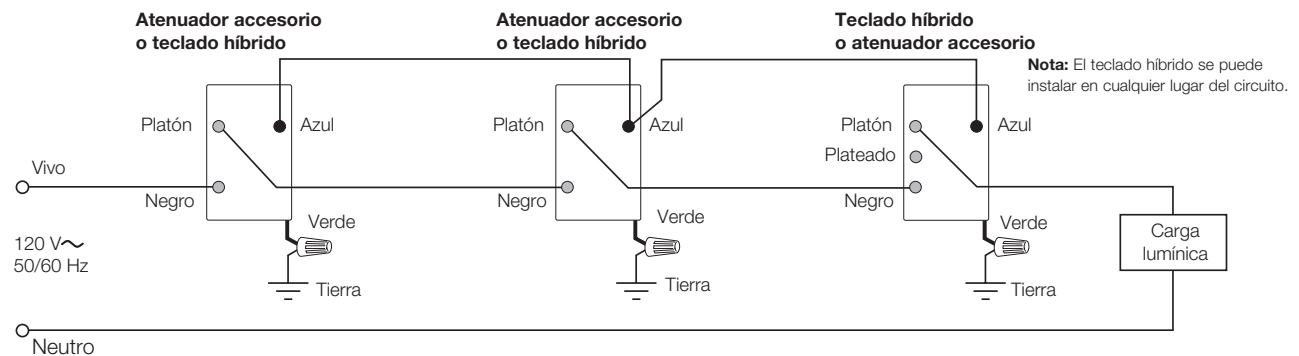 Atenuador accesorio
o teclado híbrido
Atenuador accesorio
o teclado híbrido
Teclado híbrido
o atenuador accesorio
Nota: El teclado híbrido se puede
instalar en cualquier lugar del circuito.
Platón
Azul
Platón
Azul
Platón
Azul
Plateado
Vivo
Negro
Negro
Negro
Verde
Verde
Verde
120 V~
50/60 Hz
Carga
lumínica
Tierra
Tierra
Tierra
Neutro